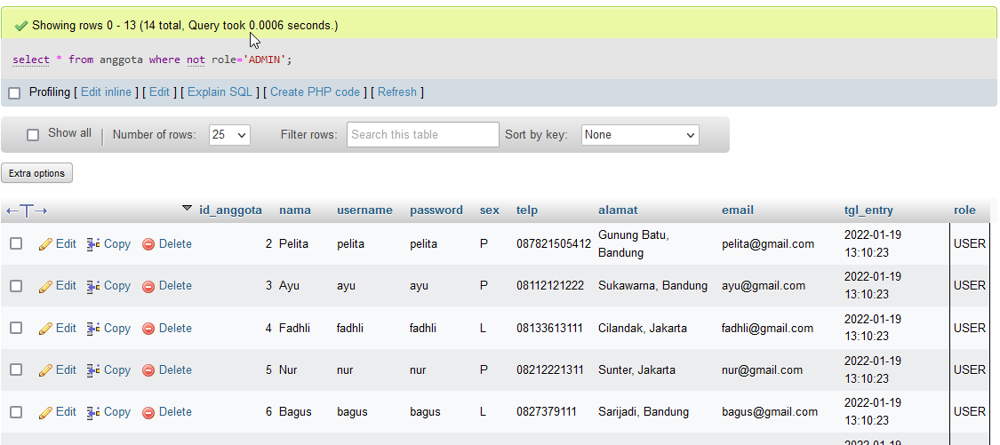 Showing rows 0 - 13 (14 total, Query took 0.0006 seconds.)
select * from anggota where not role='ADMIN';
Profiling [ Edit inline ] [ Edit ] [ Explain SQL ] [ Create PHP code ] [ Refresh ]
Show all | Number of rows: 25 Filter rows: Search this table Sort by key: None
Extra options
←T→ id_anggota nama username password sex telp alamat email tgl_entry role
Edit Copy Delete 2 Pelita pelita pelita P 087821505412 Gunung Batu, Bandung pelita@gmail.com 2022-01-19 13:10:23 USER
Edit Copy Delete 3 Ayu ayu ayu P 08112121222 Sukawarna, Bandung ayu@gmail.com 2022-01-19 13:10:23 USER
Edit Copy Delete 4 Fadhli fadhli fadhli L 08133613111 Cilandak, Jakarta fadhli@gmail.com 2022-01-19 13:10:23 USER
Edit Copy Delete 5 Nur nur nur P 08212221311 Sunter, Jakarta nur@gmail.com 2022-01-19 13:10:23 USER
Edit Copy Delete 6 Bagus bagus bagus L 0827379111 Sarijadi, Bandung bagus@gmail.com 2022-01-19 13:10:23 USER